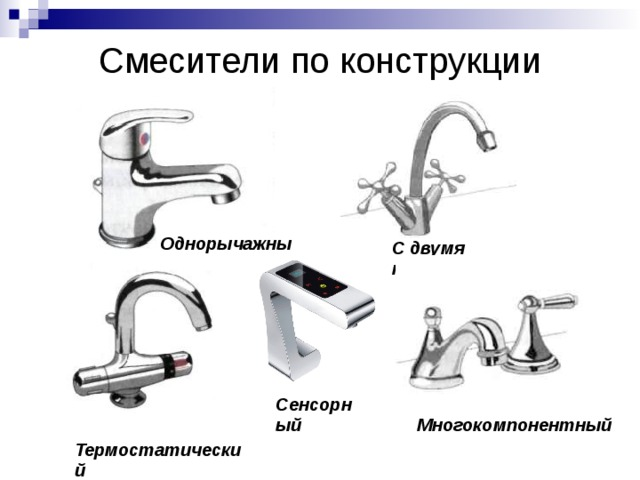 Смесители по конструкции
Однорычажны
С двумя
Сенсорн
ый
Многокомпонентный
Термостатически
й